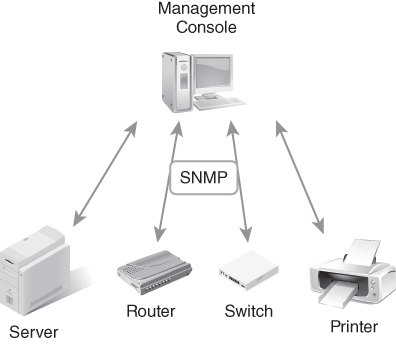 Management
Console
SNMP
Router
Switch
Server
Printer